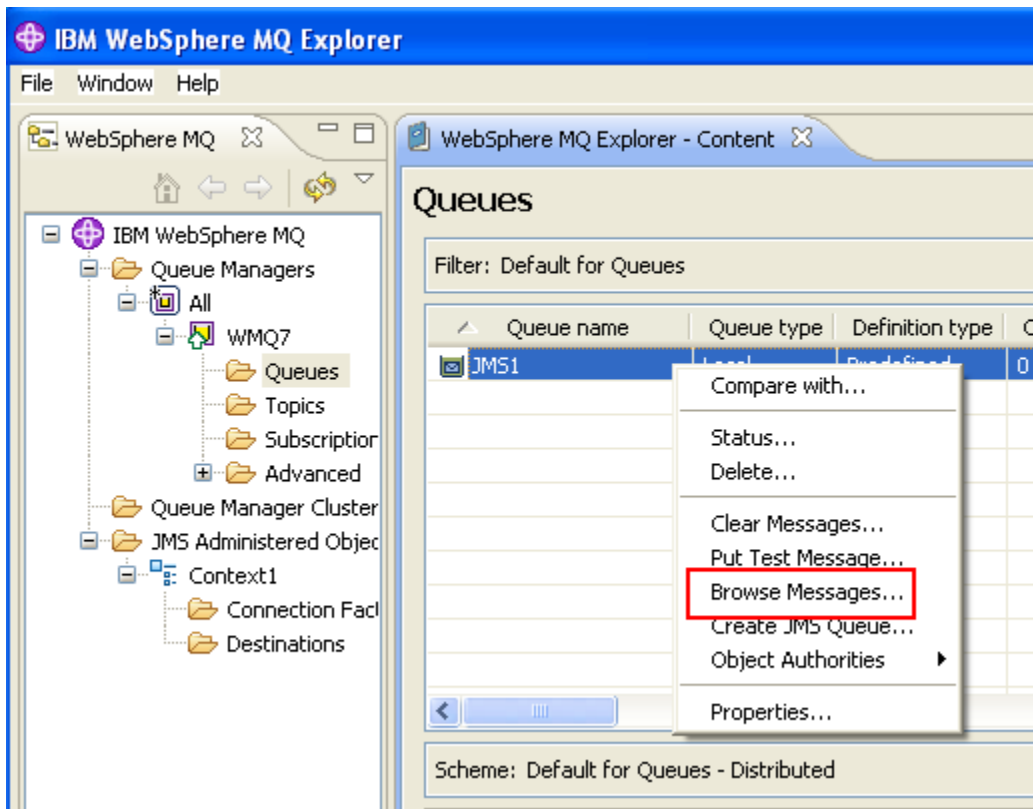 IBM WebSphere MQ Explorer
File Window Help
WebSphere MQ
WebSphere MQ Explorer - Content
Queues
IBM WebSphere MQ
Queue Managers
All
WMQ7
Queues
Topics
Subscription
Advanced
Queue Manager Cluster
JMS Administered Objec
Context1
Connection Fact
Destinations
Filter: Default for Queues
Queue name Queue type Definition type
JMS1 Local Predefined 0
Compare with...
Status...
Delete...
Clear Messages...
Put Test Message...
Browse Messages...
Create JMS Queue...
Object Authorities
Properties...
Scheme: Default for Queues - Distributed